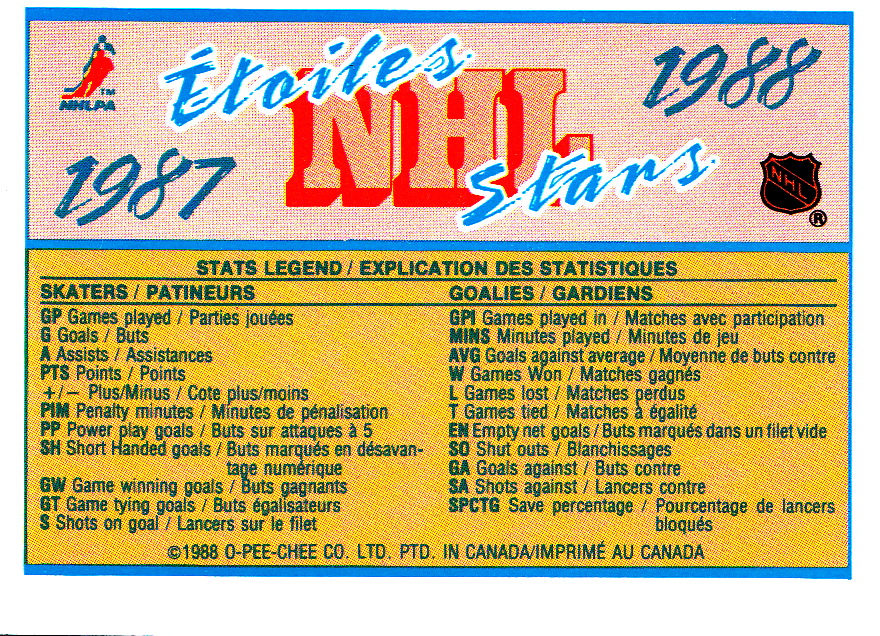 Étoiles
1988
NHL
TM
NHLPA
1987
Stars
NHL
®
STATS LEGEND / EXPLICATION DES STATISTIQUES
SKATERS / PATINEURS
GP Games played / Parties jouées
G Goals / Buts
A Assists / Assistances
PTS Points / Points
+/− Plus/Minus / Cote plus/moins
PIM Penalty minutes / Minutes de pénalisation
PP Power play goals / Buts sur attaques à 5
SH Short Handed goals / Buts marqués en désavan-
tage numérique
GW Game winning goals / Buts gagnants
GT Game tying goals / Buts égalisateurs
S Shots on goal / Lancers sur le filet
GOALIES / GARDIENS
GPI Games played in / Matches avec participation
MINS Minutes played / Minutes de jeu
AVG Goals against average / Moyenne de buts contre
W Games Won / Matches gagnés
L Games lost / Matches perdus
T Games tied / Matches à égalité
EN Empty net goals / Buts marqués dans un filet vide
SO Shut outs / Blanchissages
GA Goals against / Buts contre
SA Shots against / Lancers contre
SPCTG Save percentage / Pourcentage de lancers
bloqués
©1988 O-PEE-CHEE CO. LTD. PTD. IN CANADA/IMPRIMÉ AU CANADA